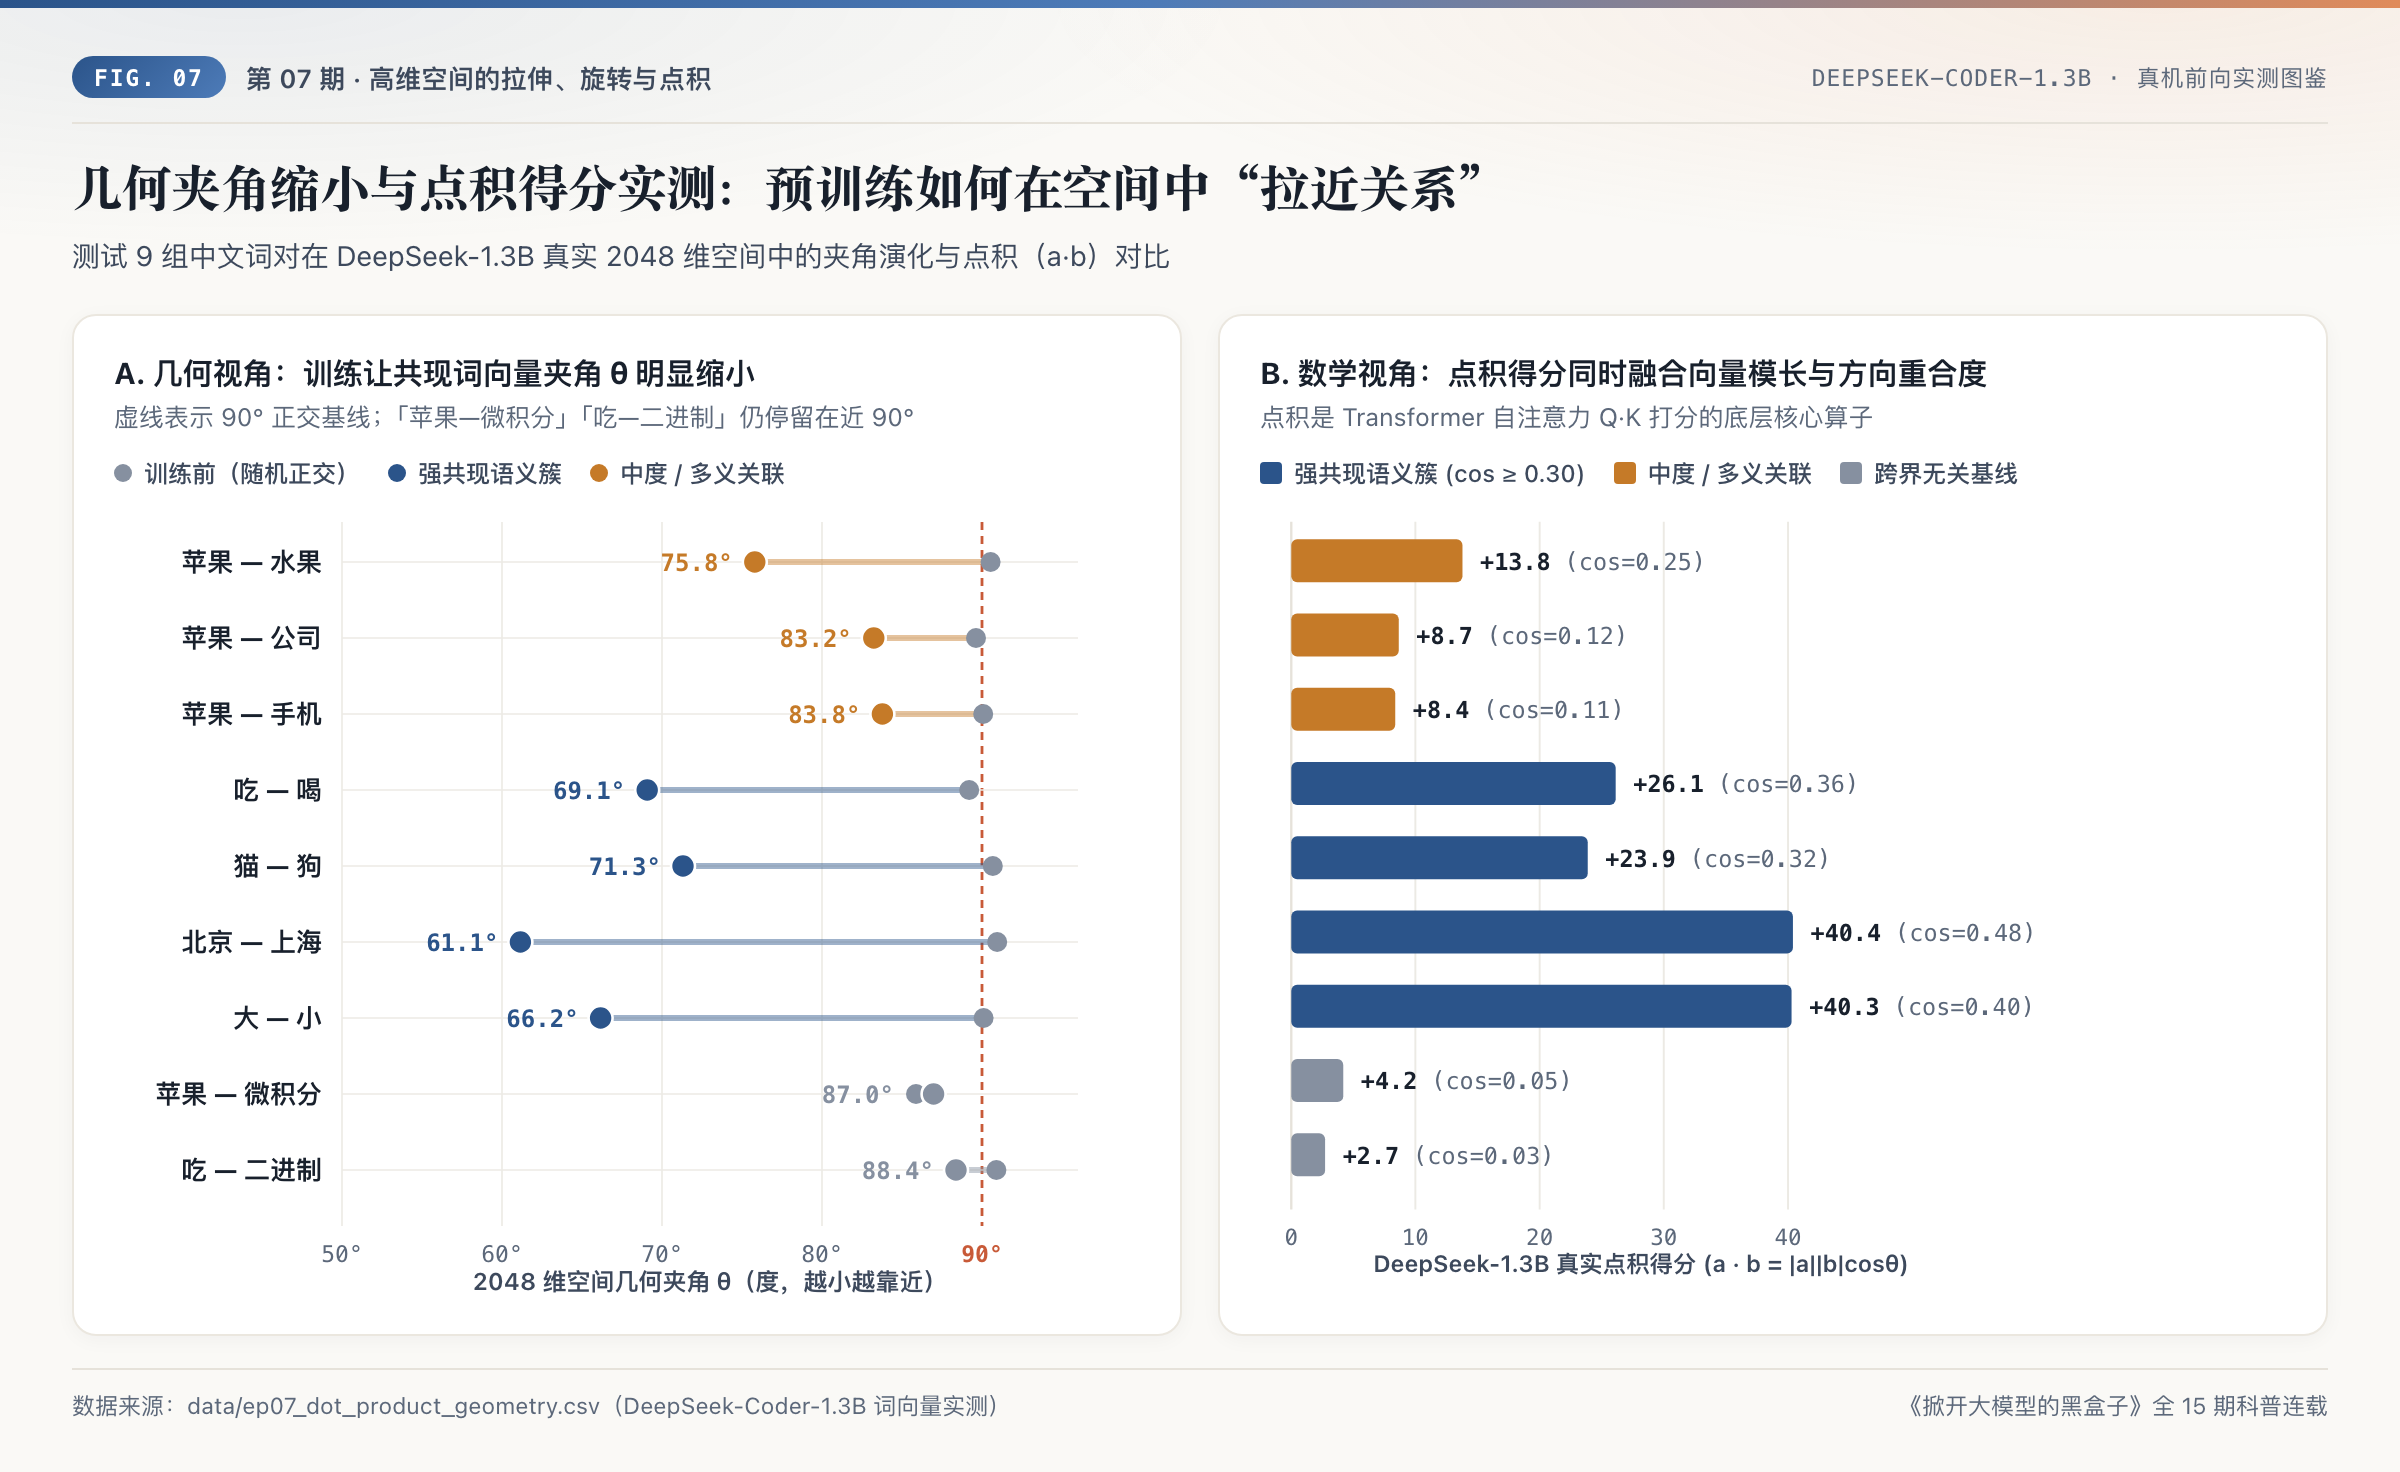 FIG. 07
第 07 期 · 高维空间的拉伸、旋转与点积
DEEPSEEK-CODER-1.3B · 真机前向实测图鉴
几何夹角缩小与点积得分实测：预训练如何在空间中“拉近关系”
测试 9 组中文词对在 DeepSeek-1.3B 真实 2048 维空间中的夹角演化与点积（a·b）对比
A. 几何视角：训练让共现词向量夹角 θ 明显缩小
虚线表示 90° 正交基线；「苹果—微积分」「吃—二进制」仍停留在近 90°
训练前（随机正交） 强共现语义簇 中度 / 多义关联
苹果 — 水果 75.8°
苹果 — 公司 83.2°
苹果 — 手机 83.8°
吃 — 喝 69.1°
猫 — 狗 71.3°
北京 — 上海 61.1°
大 — 小 66.2°
苹果 — 微积分 87.0°
吃 — 二进制 88.4°
50° 60° 70° 80° 90°
2048 维空间几何夹角 θ（度，越小越靠近）
B. 数学视角：点积得分同时融合向量模长与方向重合度
点积是 Transformer 自注意力 Q·K 打分的底层核心算子
强共现语义簇 (cos ≥ 0.30) 中度 / 多义关联 跨界无关基线
+13.8 (cos=0.25)
+8.7 (cos=0.12)
+8.4 (cos=0.11)
+26.1 (cos=0.36)
+23.9 (cos=0.32)
+40.4 (cos=0.48)
+40.3 (cos=0.40)
+4.2 (cos=0.05)
+2.7 (cos=0.03)
0 10 20 30 40
DeepSeek-1.3B 真实点积得分 (a · b = |a||b|cosθ)
数据来源：data/ep07_dot_product_geometry.csv（DeepSeek-Coder-1.3B 词向量实测）
《掀开大模型的黑盒子》全 15 期科普连载